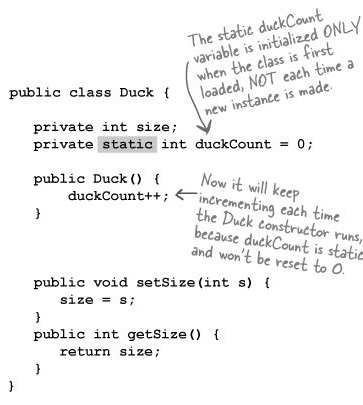 The static duckCount
variable is initialized ONLY
when the class is first
loaded, NOT each time a
new instance is made.
public class Duck {
private int size;
private static int duckCount = 0;
public Duck() {
duckCount++;
}
Now it will keep
incrementing each time
the Duck constructor runs,
because duckCount is static
and won't be reset to 0.
public void setSize(int s) {
size = s;
}
public int getSize() {
return size;
}
}